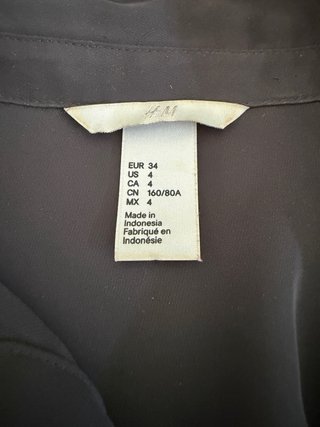 H&M
EUR 34
US 4
CA 4
CN 160/80A
MX 4
Made in
Indonesia
Fabriqué en
Indonésie